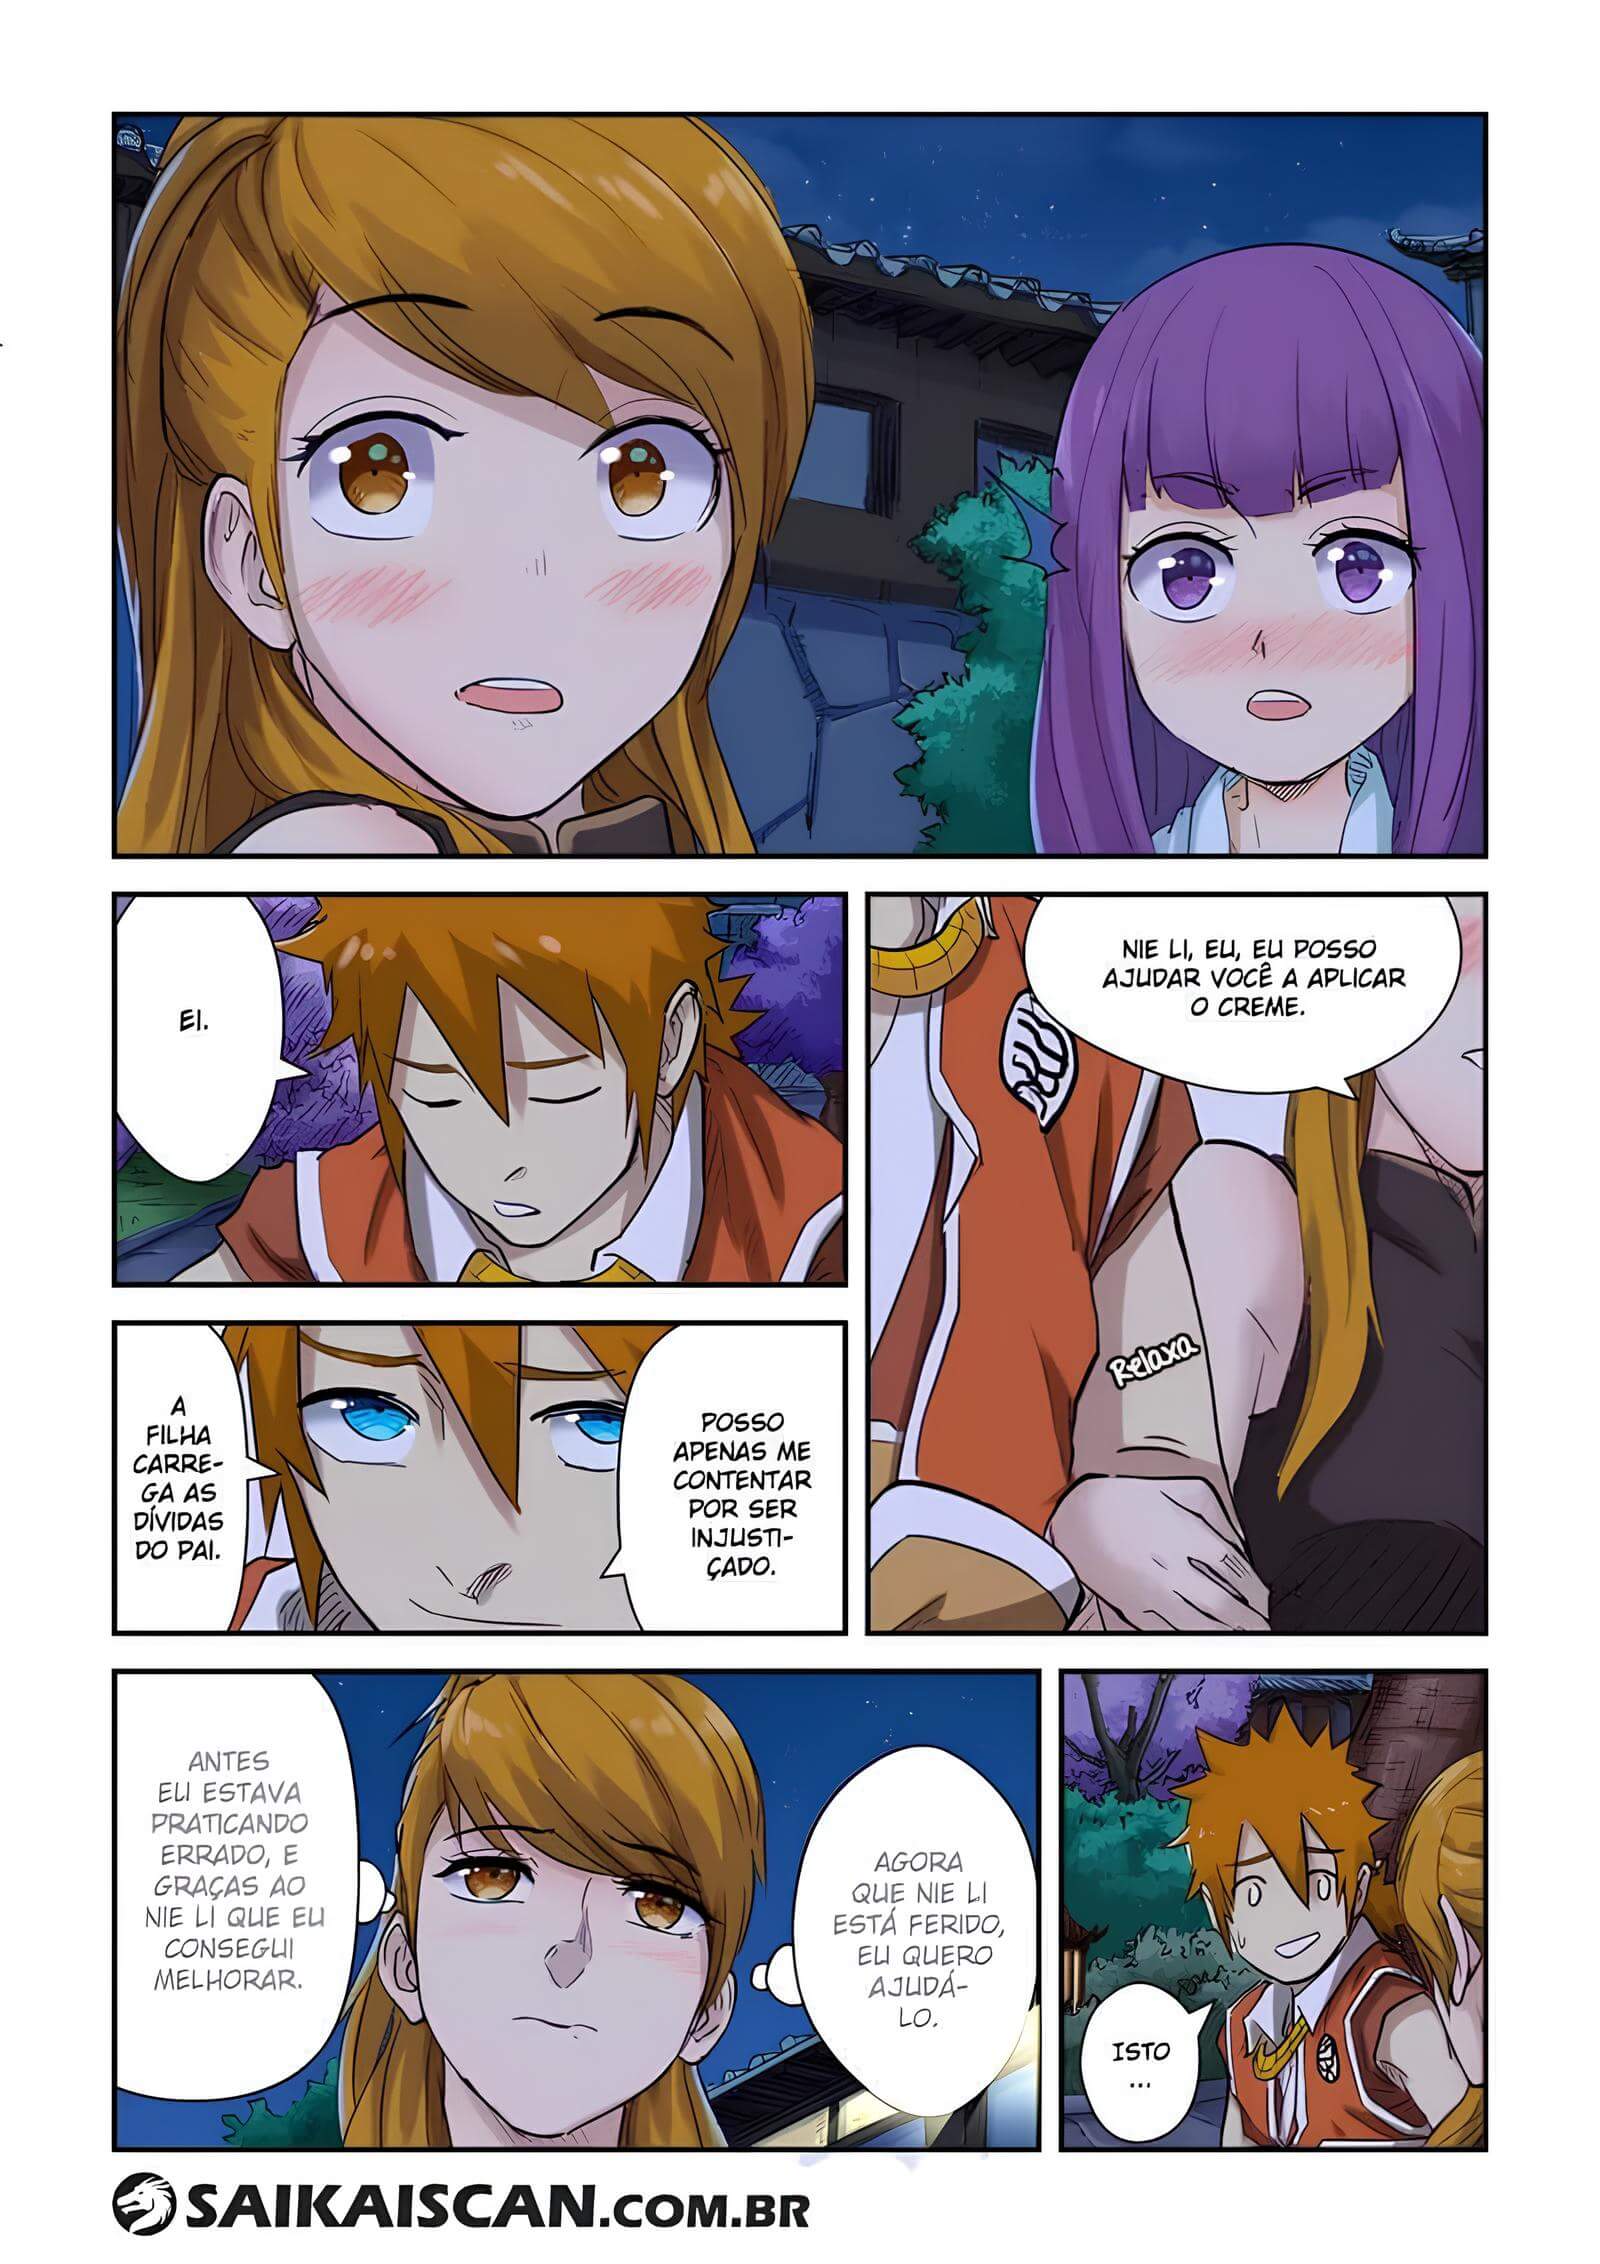 EI.
NIE LI, EU, EU POSSO
AJUDAR VOCÊ A APLICAR
O CREME.
Relaxa
A
FILHA
CARRE-
GA AS
DÍVIDAS
DO PAI.
POSSO
APENAS ME
CONTENTAR
POR SER
INJUSTI-
ÇADO.
ANTES
EU ESTAVA
PRATICANDO
ERRADO, E
GRAÇAS AO
NIE LI QUE EU
CONSEGUI
MELHORAR.
AGORA
QUE NIE LI
ESTÁ FERIDO,
EU QUERO
AJUDÁ-
LO.
ISTO
...
SAIKAISCAN.COM.BR